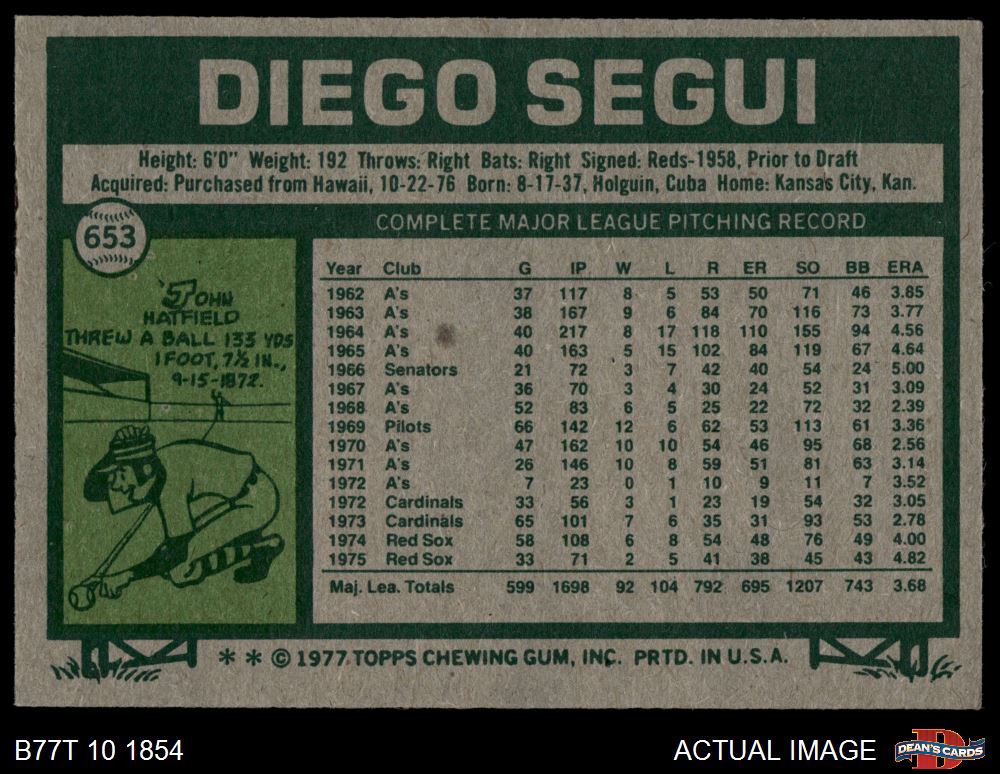 DIEGO SEGUI
Height: 6'0" Weight: 192 Throws: Right Bats: Right Signed: Reds-1958, Prior to Draft
Acquired: Purchased from Hawaii, 10-22-76 Born: 8-17-37, Holguin, Cuba Home: Kansas City, Kan.
653
COMPLETE MAJOR LEAGUE PITCHING RECORD
JOHN
HATFIELD
THREW A BALL 133 YDS
1 FOOT, 7½ IN.,
9-15-1872.
Year Club G IP W L R ER SO BB ERA
1962 A's 37 117 8 5 53 50 71 46 3.85
1963 A's 38 167 9 6 84 70 116 73 3.77
1964 A's 40 217 8 17 118 110 155 94 4.56
1965 A's 40 163 5 15 102 84 119 67 4.64
1966 Senators 21 72 3 7 42 40 54 24 5.00
1967 A's 36 70 3 4 30 24 52 31 3.09
1968 A's 52 83 6 5 25 22 72 32 2.39
1969 Pilots 66 142 12 6 62 53 113 61 3.36
1970 A's 47 162 10 10 54 46 95 68 2.56
1971 A's 26 146 10 8 59 51 81 63 3.14
1972 A's 7 23 0 1 10 9 11 7 3.52
1972 Cardinals 33 56 3 1 23 19 54 32 3.05
1973 Cardinals 65 101 7 6 35 31 93 53 2.78
1974 Red Sox 58 108 6 8 54 48 76 49 4.00
1975 Red Sox 33 71 2 5 41 38 45 43 4.82
Maj. Lea. Totals 599 1698 92 104 792 695 1207 743 3.68
* * © 1977 TOPPS CHEWING GUM, INC. PRTD. IN U.S.A.
B77T 10 1854
ACTUAL IMAGE
DEAN'S CARDS